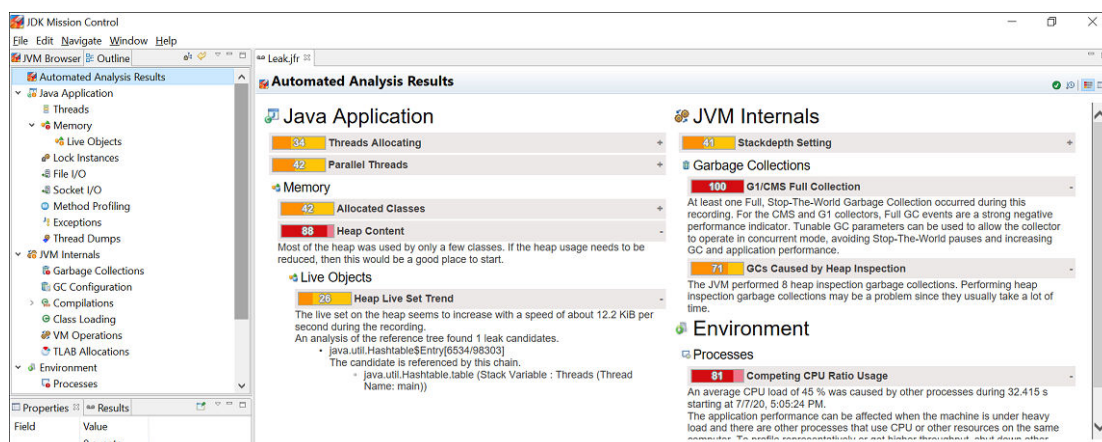 JDK Mission Control
File Edit Navigate Window Help
JVM Browser Outline
Automated Analysis Results
Java Application
Threads
Memory
Live Objects
Lock Instances
File I/O
Socket I/O
Method Profiling
Exceptions
Thread Dumps
JVM Internals
Garbage Collections
GC Configuration
Compilations
Class Loading
VM Operations
TLAB Allocations
Environment
Processes
Properties Results
Field Value
Leak.jfr
Automated Analysis Results
Java Application
34 Threads Allocating +
42 Parallel Threads +
Memory
42 Allocated Classes +
88 Heap Content -
Most of the heap was used by only a few classes. If the heap usage needs to be
reduced, then this would be a good place to start.
Live Objects
26 Heap Live Set Trend -
The live set on the heap seems to increase with a speed of about 12.2 KiB per
second during the recording.
An analysis of the reference tree found 1 leak candidates.
• java.util.Hashtable$Entry[6534/98303]
The candidate is referenced by this chain.
◦ java.util.Hashtable.table (Stack Variable : Threads (Thread
Name: main))
JVM Internals
41 Stackdepth Setting +
Garbage Collections
100 G1/CMS Full Collection -
At least one Full, Stop-The-World Garbage Collection occurred during this
recording. For the CMS and G1 collectors, Full GC events are a strong negative
performance indicator. Tunable GC parameters can be used to allow the collector
to operate in concurrent mode, avoiding Stop-The-World pauses and increasing
GC and application performance.
71 GCs Caused by Heap Inspection -
The JVM performed 8 heap inspection garbage collections. Performing heap
inspection garbage collections may be a problem since they usually take a lot of
time.
Environment
Processes
81 Competing CPU Ratio Usage -
An average CPU load of 45 % was caused by other processes during 32.415 s
starting at 7/7/20, 5:05:24 PM.
The application performance can be affected when the machine is under heavy
load and there are other processes that use CPU or other resources on the same